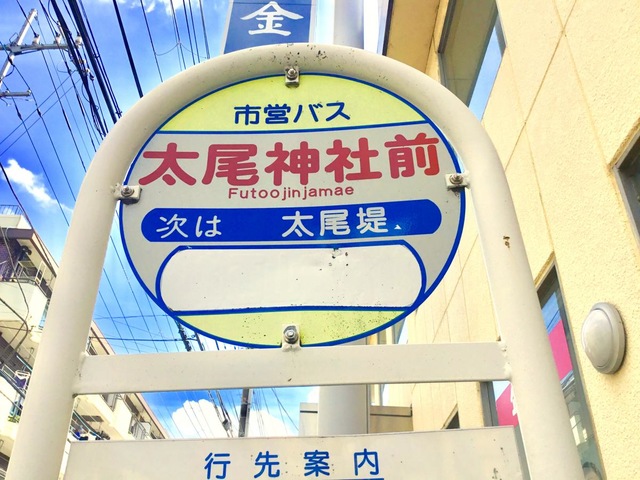 金
市営バス
太尾神社前
Futoojinjamae
次は 太尾堤
行先案内